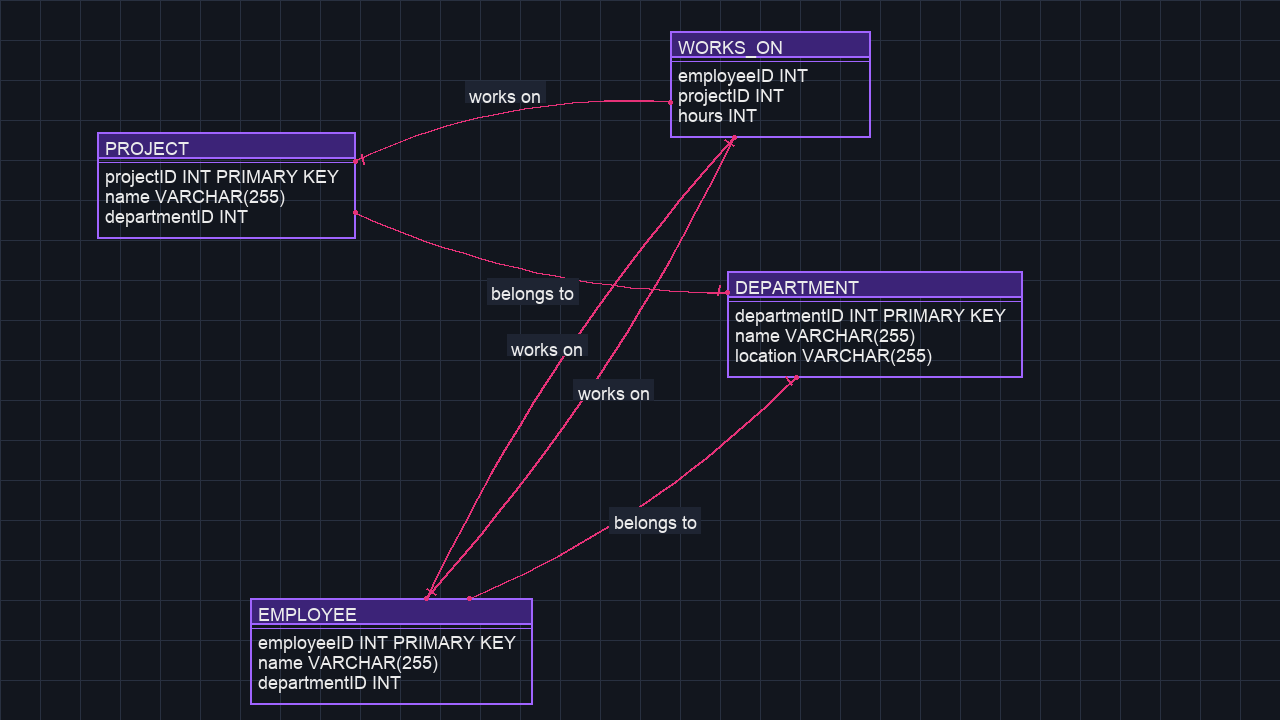 WORKS_ON
employeeID INT
projectID INT
hours INT
works on
PROJECT
projectID INT PRIMARY KEY
name VARCHAR(255)
departmentID INT
belongs to
DEPARTMENT
departmentID INT PRIMARY KEY
name VARCHAR(255)
location VARCHAR(255)
works on
works on
belongs to
EMPLOYEE
employeeID INT PRIMARY KEY
name VARCHAR(255)
departmentID INT